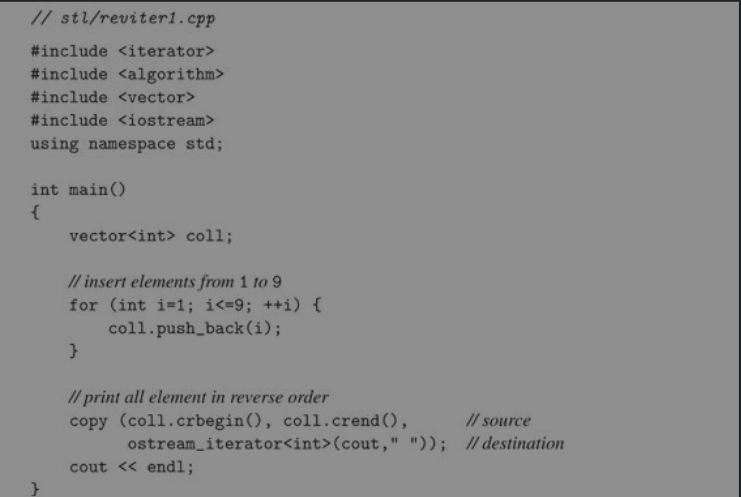 // stl/reviter1.cpp
#include <iterator>
#include <algorithm>
#include <vector>
#include <iostream>
using namespace std;
int main()
{
vector<int> coll;
// insert elements from 1 to 9
for (int i=1; i<=9; ++i) {
coll.push_back(i);
}
// print all element in reverse order
copy (coll.crbegin(), coll.crend(), // source
ostream_iterator<int>(cout," ")); // destination
cout << endl;
}